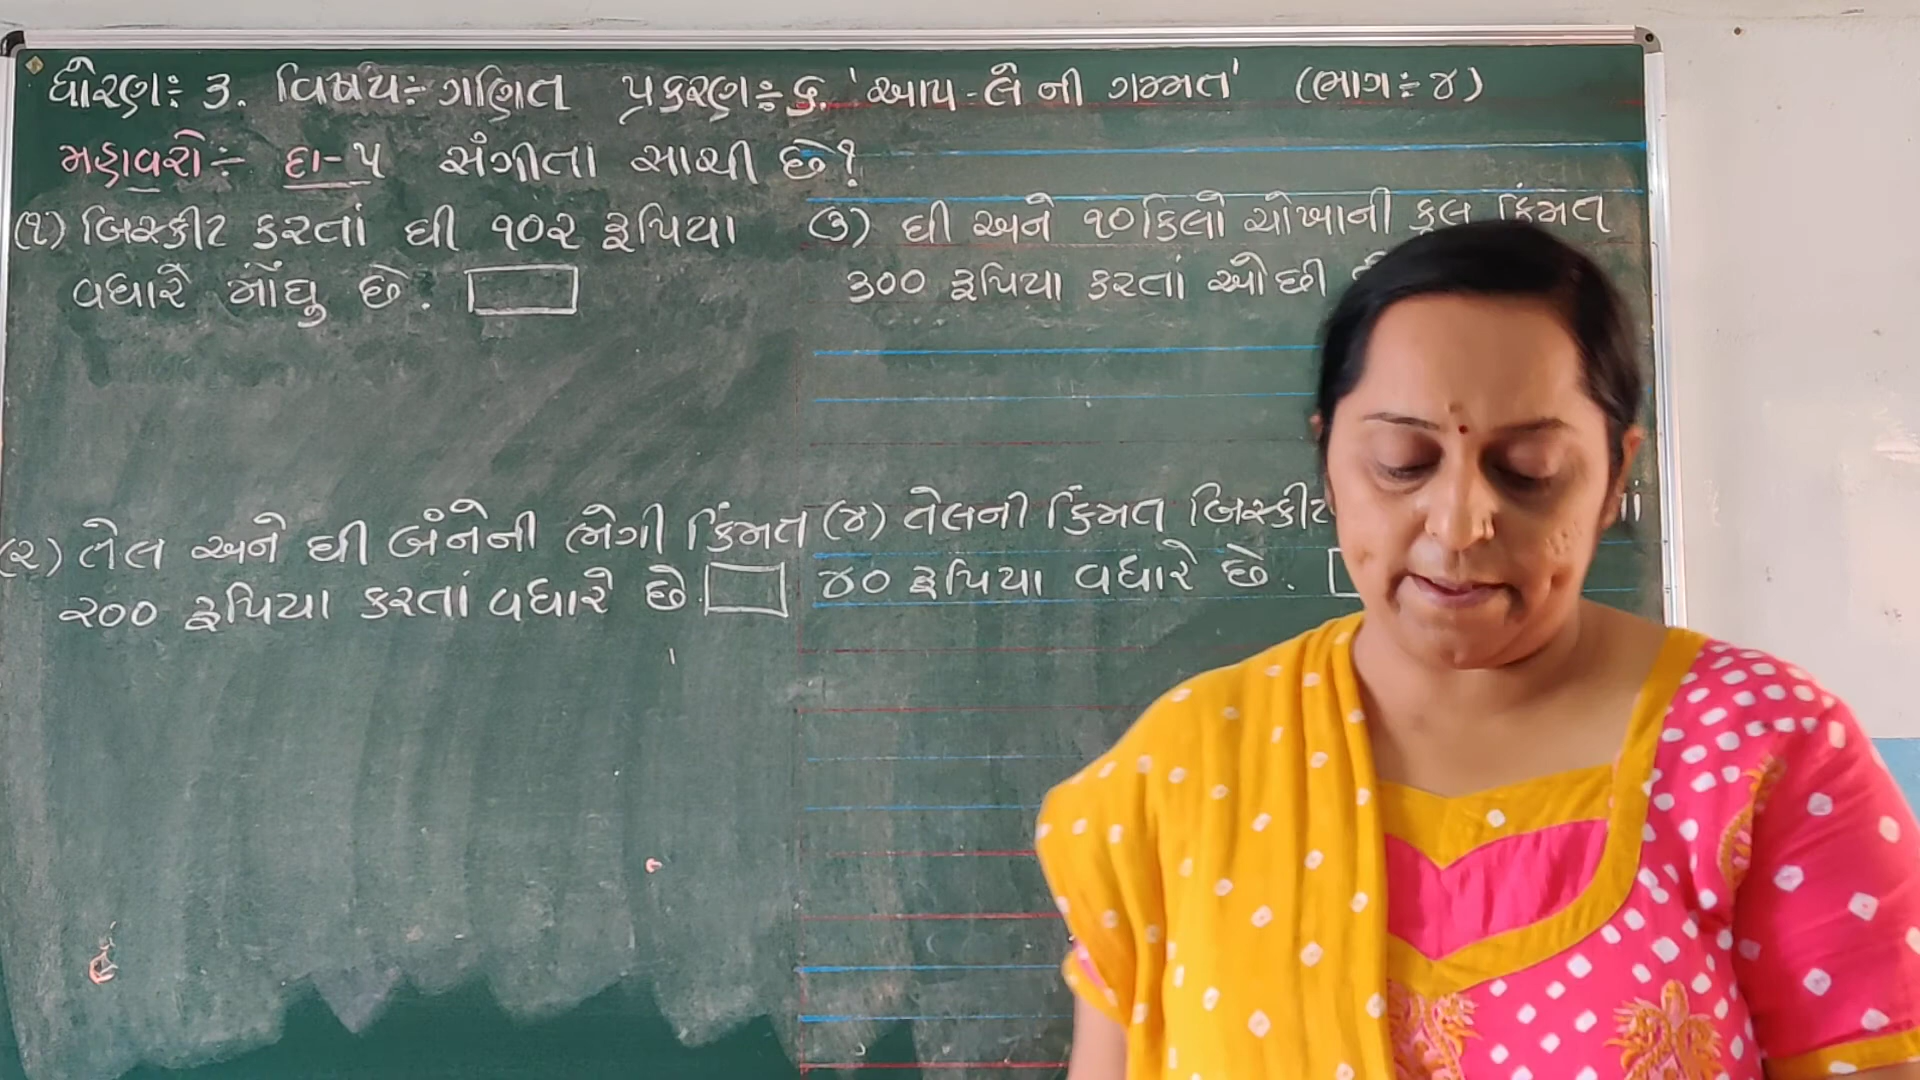 ધોરણ÷ ૩. વિષય÷ ગણિત પ્રકરણ÷ ૬. 'આપ-લે ની ગમ્મત' (ભાગ÷ ૪)
મહાવરો÷ દા-૫ સંગીતા સાચી છે?
(૧) બિસ્કીટ કરતાં ઘી ૧૦૨ રૂપિયા
વધારે મોંઘુ છે.
(૨) તેલ અને ઘી બંનેની ભેગી કિંમત
૨૦૦ રૂપિયા કરતાં વધારે છે.
(૩) ઘી અને ૧૦ કિલો ચોખાની કુલ કિંમત
૩૦૦ રૂપિયા કરતાં ઓછી
(૪) તેલની કિંમત બિસ્કીટ
૪૦ રૂપિયા વધારે છે.